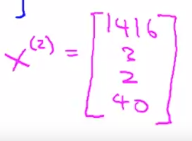 x^(2) = [1416
3
2
40]